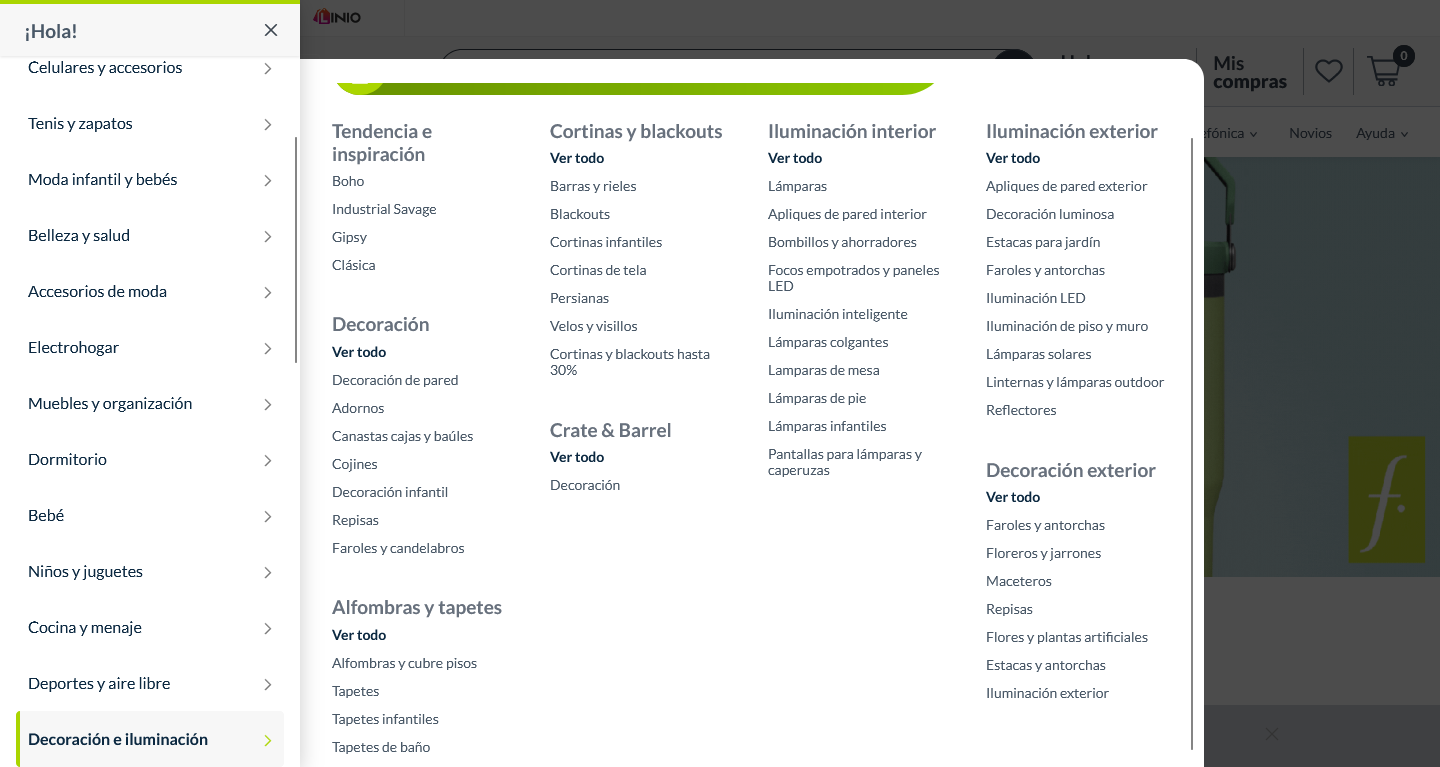 LINIO
¡Hola!
Mis
compras
0
Novios
Ayuda
Celulares y accesorios
Tenis y zapatos
Moda infantil y bebés
Belleza y salud
Accesorios de moda
Electrohogar
Muebles y organización
Dormitorio
Bebé
Niños y juguetes
Cocina y menaje
Deportes y aire libre
Decoración e iluminación
Tendencia e
inspiración
Boho
Industrial Savage
Gipsy
Clásica
Decoración
Ver todo
Decoración de pared
Adornos
Canastas cajas y baúles
Cojines
Decoración infantil
Repisas
Faroles y candelabros
Alfombras y tapetes
Ver todo
Alfombras y cubre pisos
Tapetes
Tapetes infantiles
Tapetes de baño
Cortinas y blackouts
Ver todo
Barras y rieles
Blackouts
Cortinas infantiles
Cortinas de tela
Persianas
Velos y visillos
Cortinas y blackouts hasta
30%
Crate & Barrel
Ver todo
Decoración
Iluminación interior
Ver todo
Lámparas
Apliques de pared interior
Bombillos y ahorradores
Focos empotrados y paneles
LED
Iluminación inteligente
Lámparas colgantes
Lamparas de mesa
Lámparas de pie
Lámparas infantiles
Pantallas para lámparas y
caperuzas
Iluminación exterior
Ver todo
Apliques de pared exterior
Decoración luminosa
Estacas para jardín
Faroles y antorchas
Iluminación LED
Iluminación de piso y muro
Lámparas solares
Linternas y lámparas outdoor
Reflectores
Decoración exterior
Ver todo
Faroles y antorchas
Floreros y jarrones
Maceteros
Repisas
Flores y plantas artificiales
Estacas y antorchas
Iluminación exterior
f.